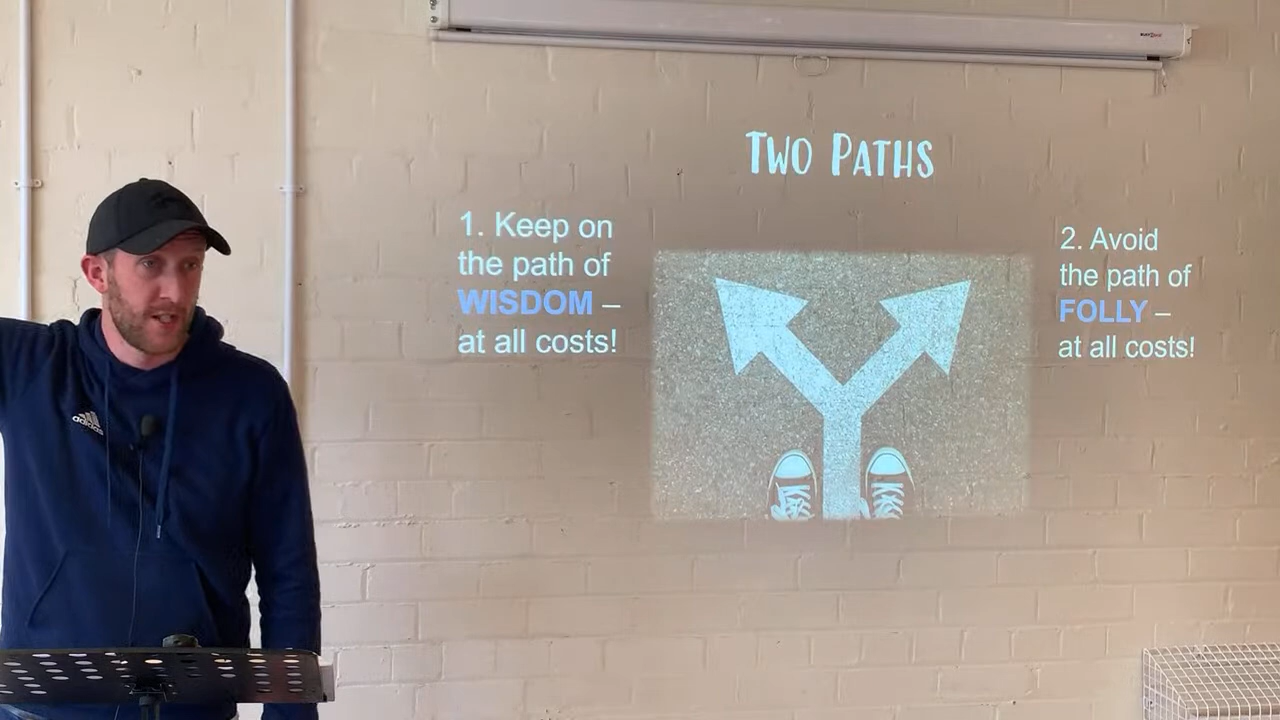 Two Paths
1. Keep on
the path of
WISDOM –
at all costs!
2. Avoid
the path of
FOLLY –
at all costs!
adidas